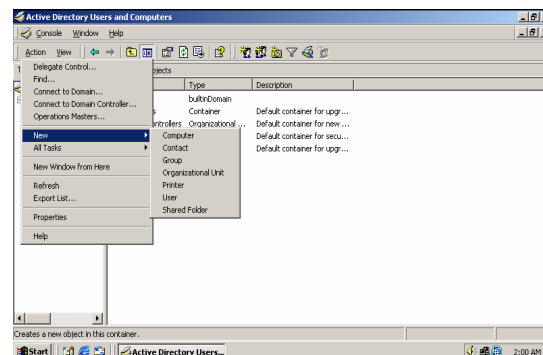 Active Directory Users and Computers
Console Window Help
Action View
T
Delegate Control...
Find...
Connect to Domain...
Connect to Domain Controller...
Operations Masters...
New
All Tasks
New Window from Here
Refresh
Export List...
Properties
Help
Computer
Contact
Group
Organizational Unit
Printer
User
Shared Folder
bjects
Type Description
builtinDomain
s Container Default container for upgr...
ontrollers Organizational ... Default container for new ...
Default container for secu...
Default container for upgr...
Creates a new object in this container.
Start Active Directory Users... 2:00 AM